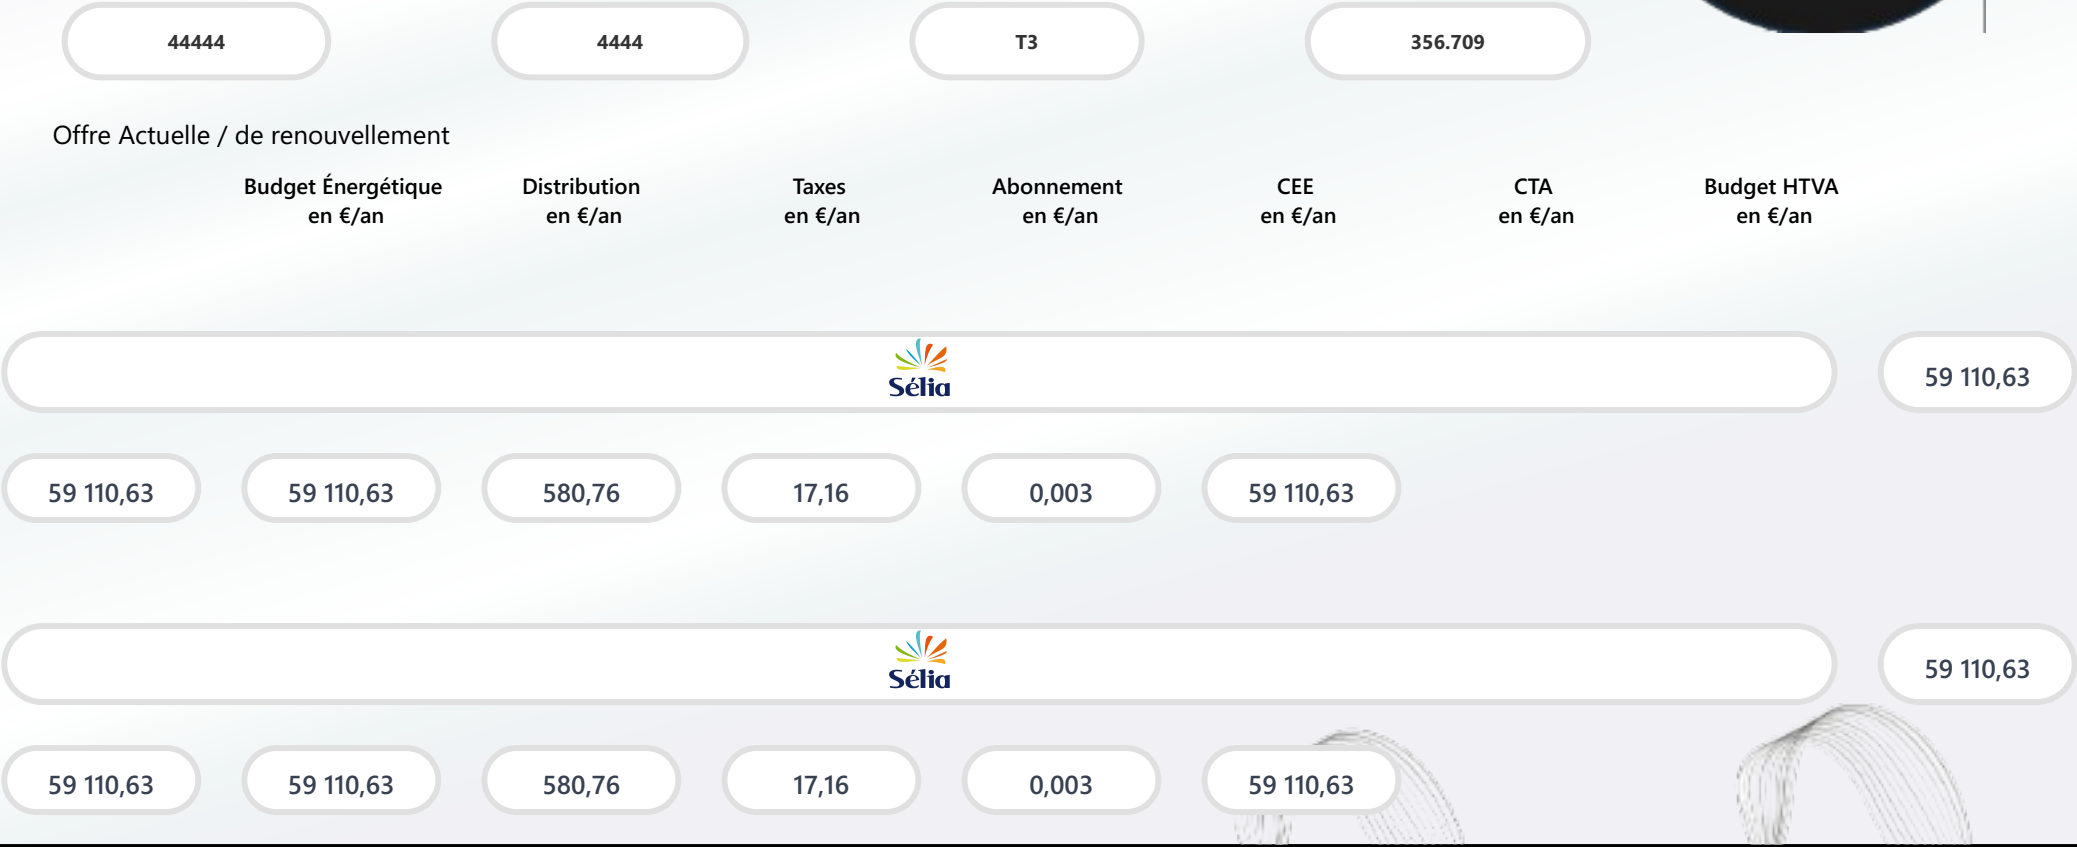 44444 4444 T3 356.709
Offre Actuelle / de renouvellement
Budget Énergétique Distribution Taxes Abonnement CEE CTA Budget HTVA
en €/an en €/an en €/an en €/an en €/an en €/an en €/an
Sélia 59 110,63
59 110,63 59 110,63 580,76 17,16 0,003 59 110,63
Sélia 59 110,63
59 110,63 59 110,63 580,76 17,16 0,003 59 110,63